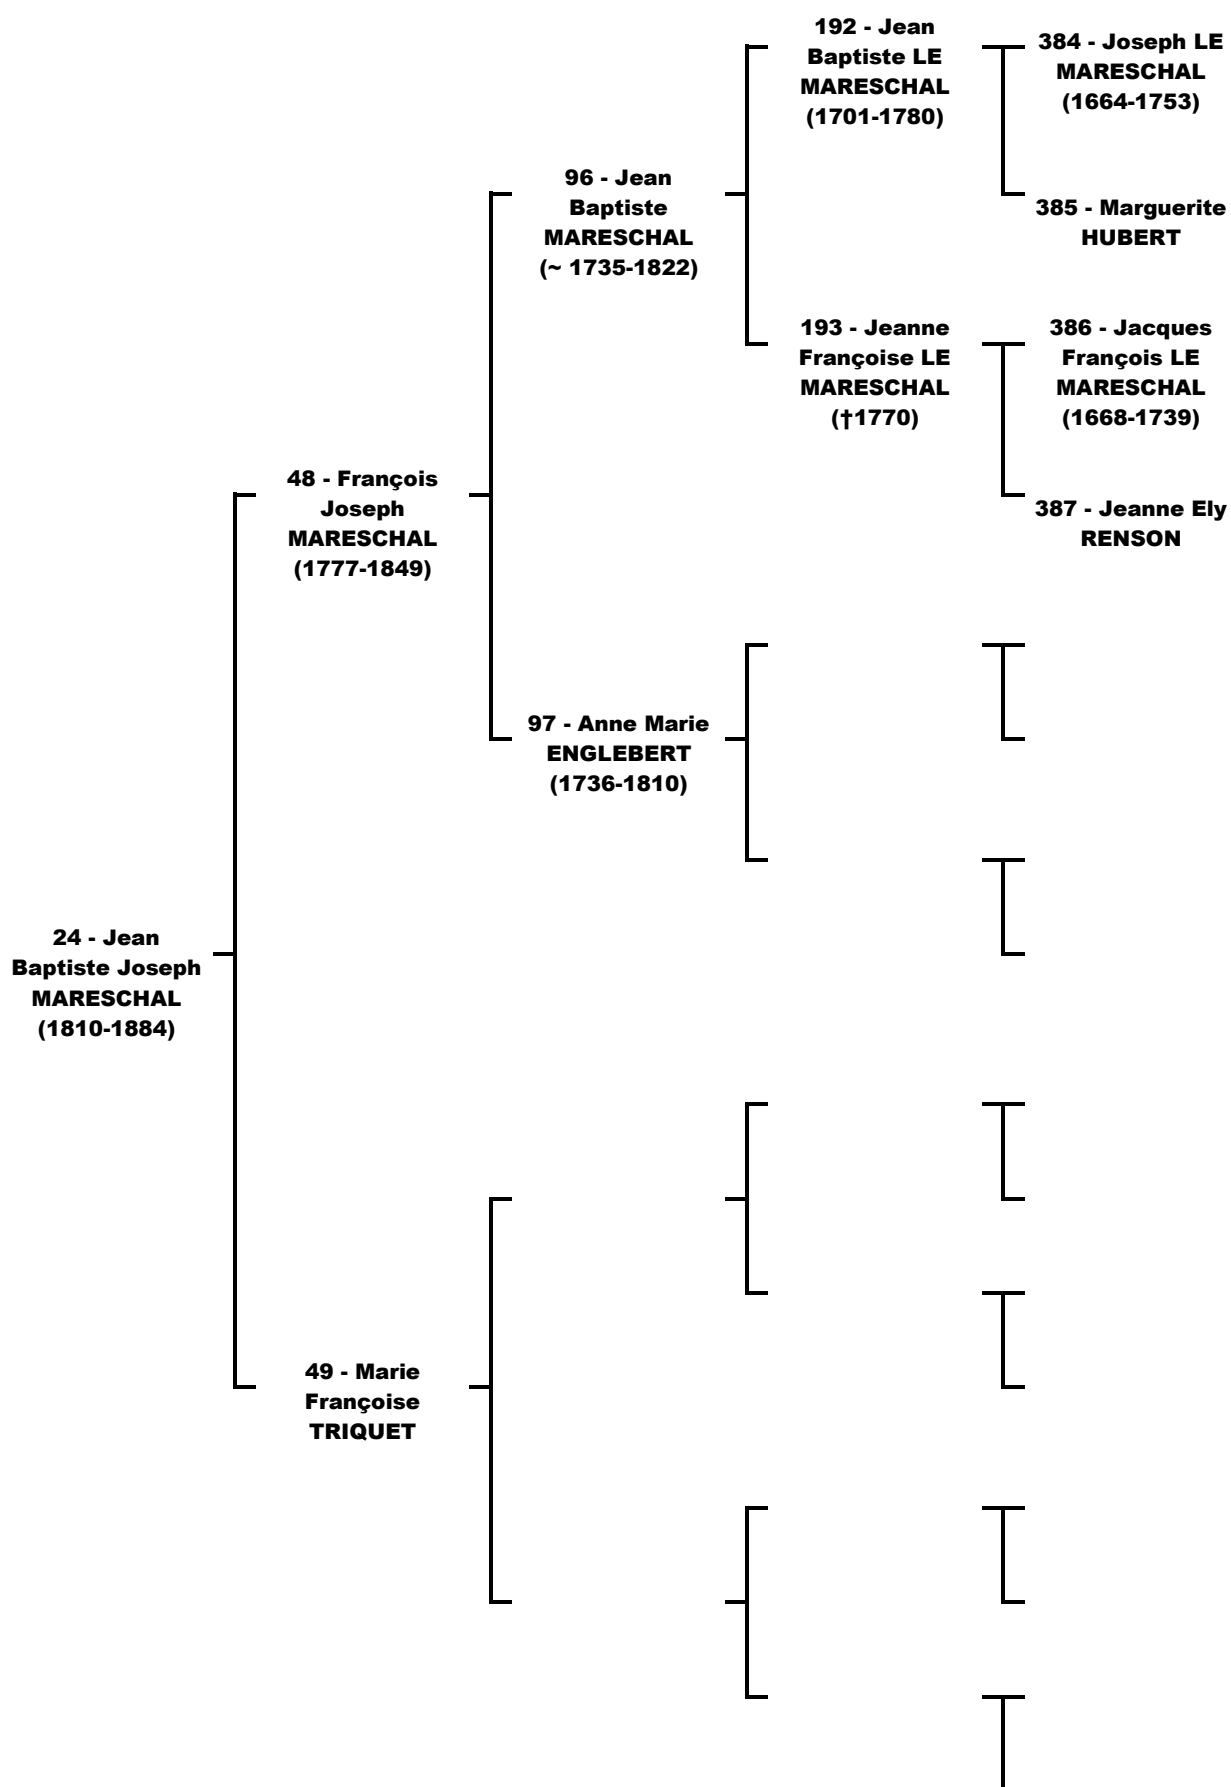 192 - Jean
Baptiste LE
MARESCHAL
(1701-1780)
384 - Joseph LE
MARESCHAL
(1664-1753)
96 - Jean
Baptiste
MARESCHAL
(~ 1735-1822)
385 - Marguerite
HUBERT
193 - Jeanne
Françoise LE
MARESCHAL
(†1770)
386 - Jacques
François LE
MARESCHAL
(1668-1739)
48 - François
Joseph
MARESCHAL
(1777-1849)
387 - Jeanne Ely
RENSON
97 - Anne Marie
ENGLEBERT
(1736-1810)
24 - Jean
Baptiste Joseph
MARESCHAL
(1810-1884)
49 - Marie
Françoise
TRIQUET